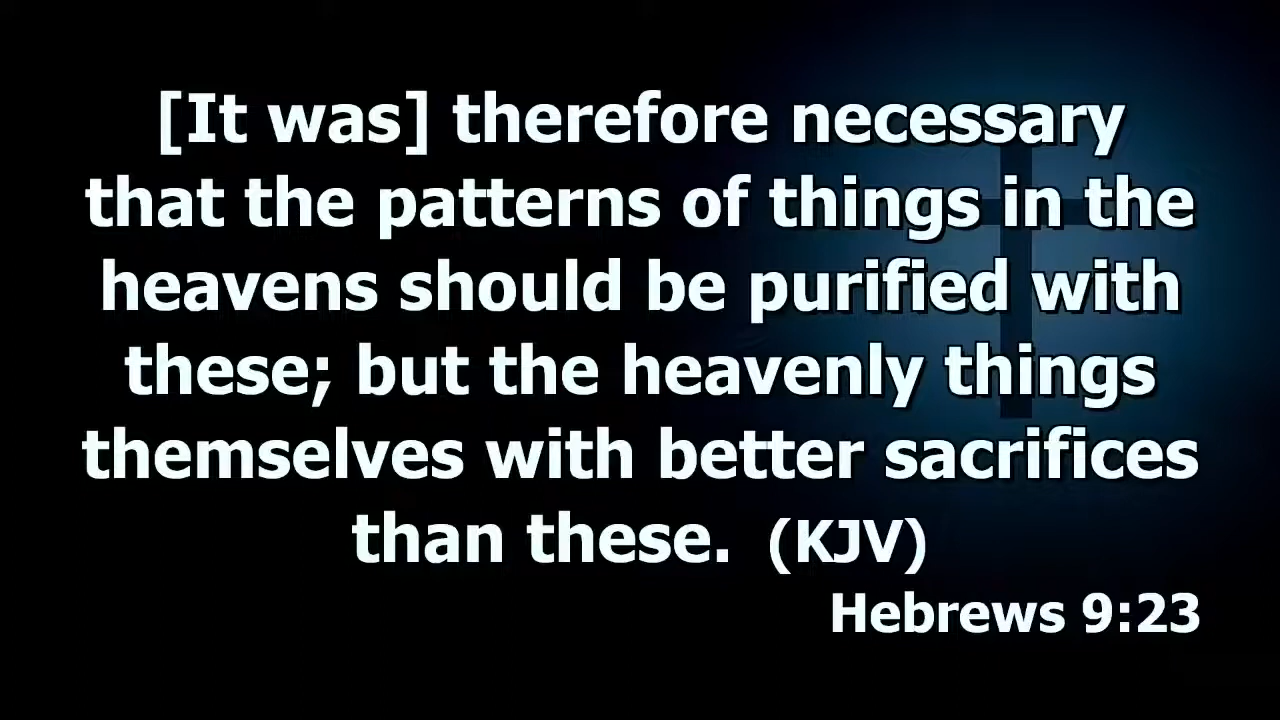 [It was] therefore necessary
that the patterns of things in the
heavens should be purified with
these; but the heavenly things
themselves with better sacrifices
than these. (KJV)
Hebrews 9:23